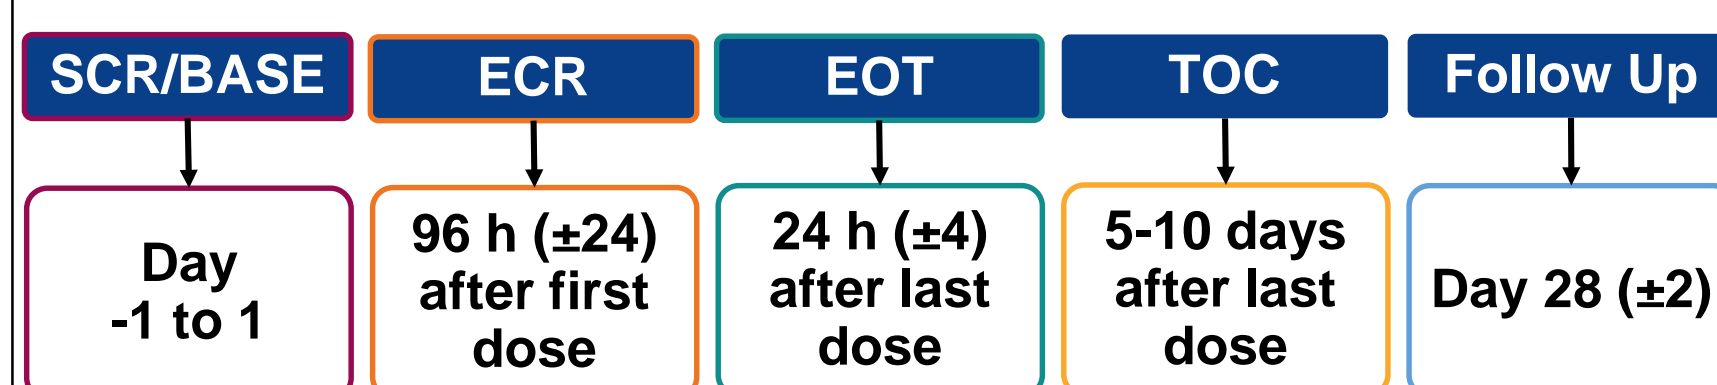 SCR/BASE
ECR
EOT
TOC
Follow Up
Day
-1 to 1
96 h (±24)
after first
dose
24 h (±4)
after last
dose
5-10 days
after last
dose
Day 28 (±2)